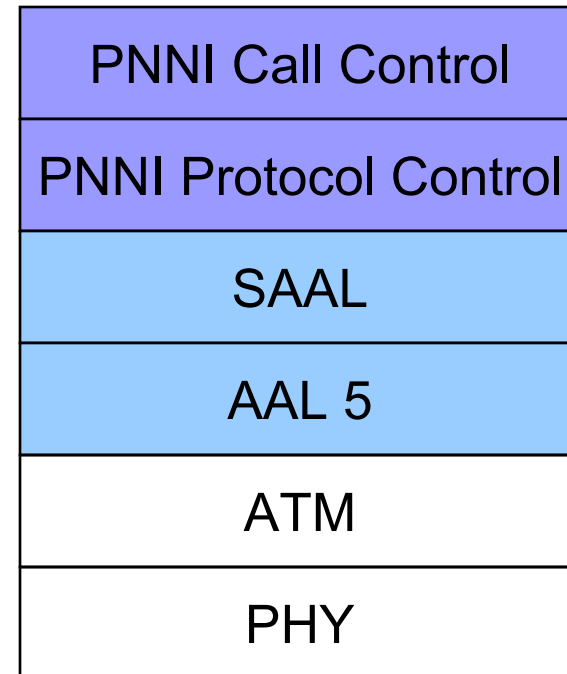 PNNI Call Control
PNNI Protocol Control
SAAL
AAL 5
ATM
PHY